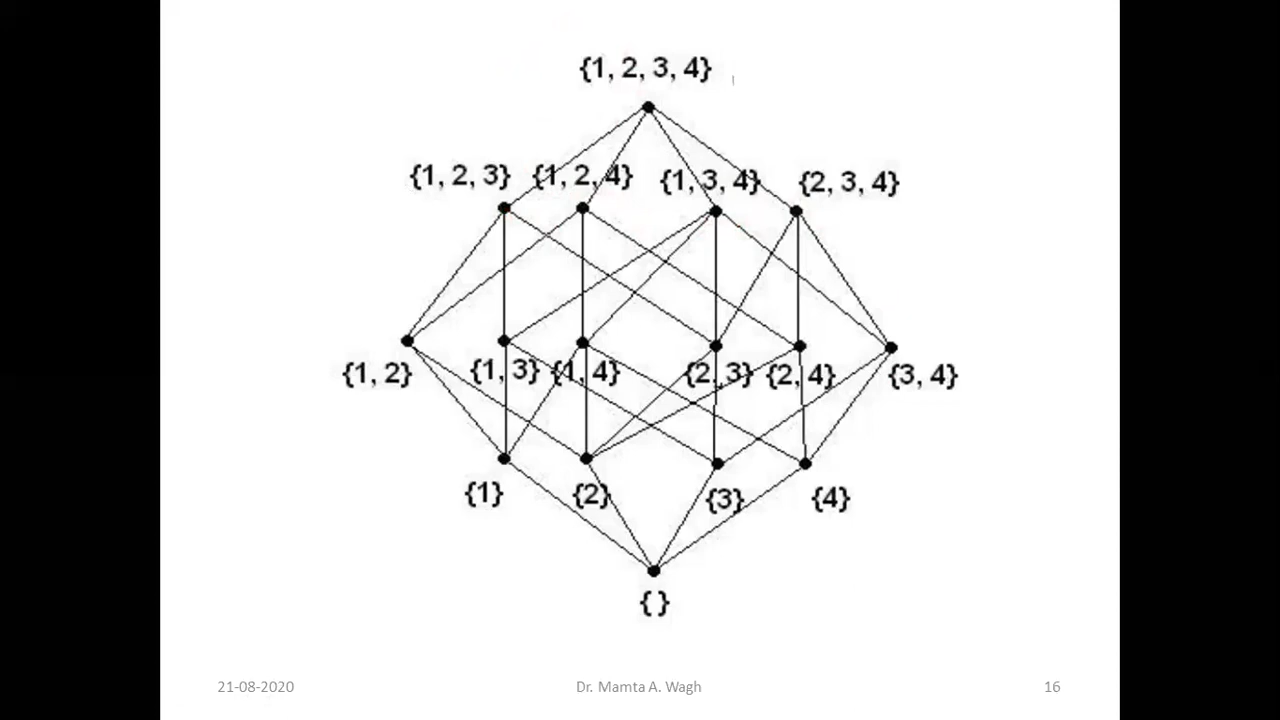 {1, 2, 3, 4}
{1, 2, 3} {1, 2, 4} {1, 3, 4} {2, 3, 4}
{1, 2} {1, 3} {1, 4} {2, 3} {2, 4} {3, 4}
{1} {2} {3} {4}
{ }
21-08-2020 Dr. Mamta A. Wagh 16